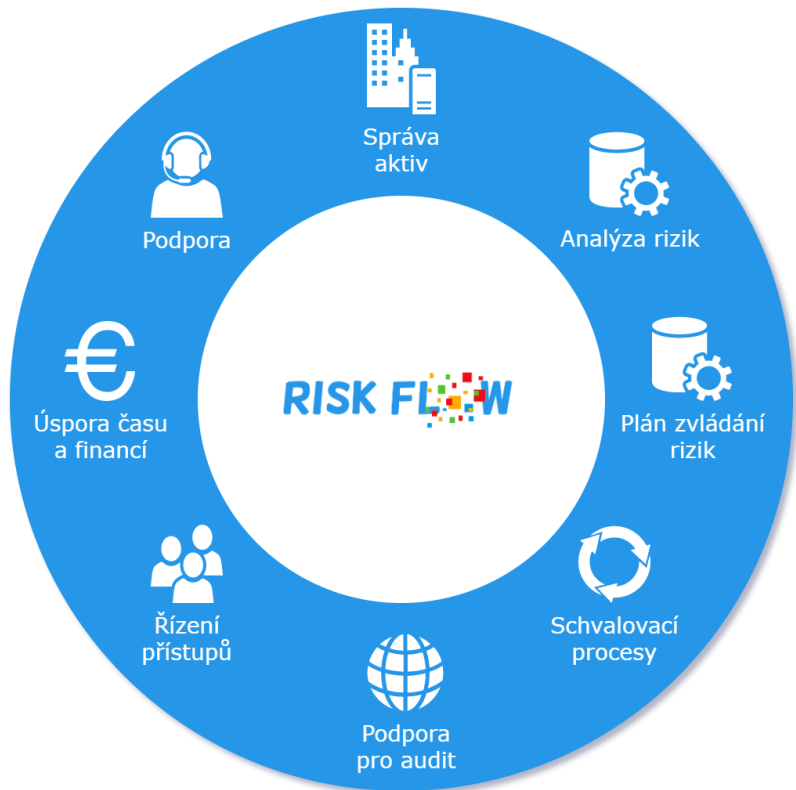 Správa
aktiv
Analýza rizik
Plán zvládání
rizik
Schvalovací
procesy
Podpora
pro audit
Řízení
přístupů
€
Úspora času
a financí
Podpora
RISK FLOW